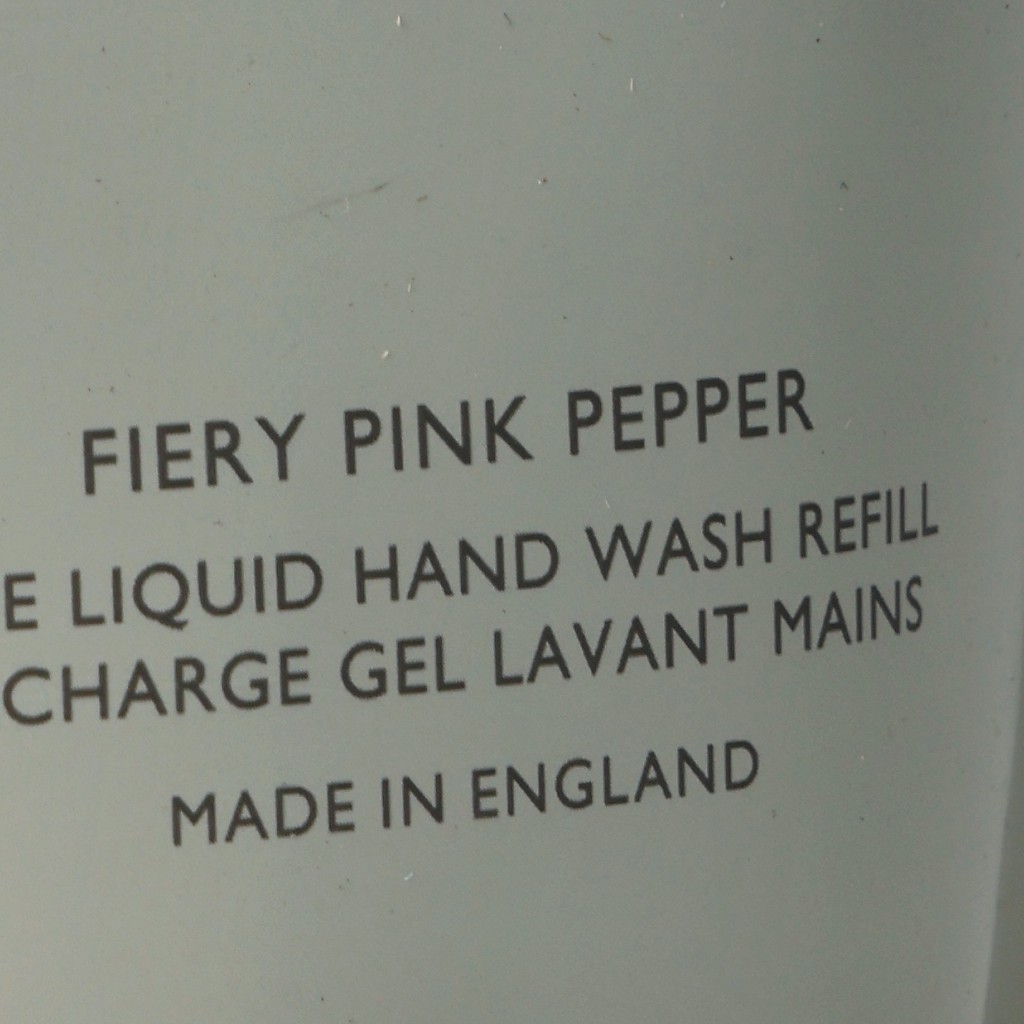 FIERY PINK PEPPER
E LIQUID HAND WASH REFILL
CHARGE GEL LAVANT MAINS
MADE IN ENGLAND